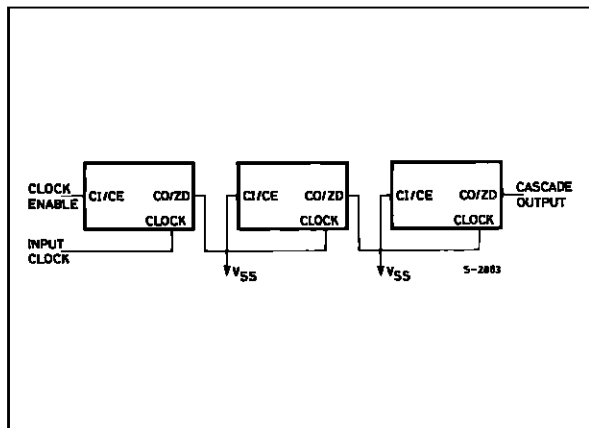 CLOCK
ENABLE
CI/CE
CO/ZD
CLOCK
CI/CE
CO/ZD
CLOCK
CI/CE
CO/ZD
CLOCK
CASCADE
OUTPUT
INPUT
CLOCK
VSS
VSS
S-2883